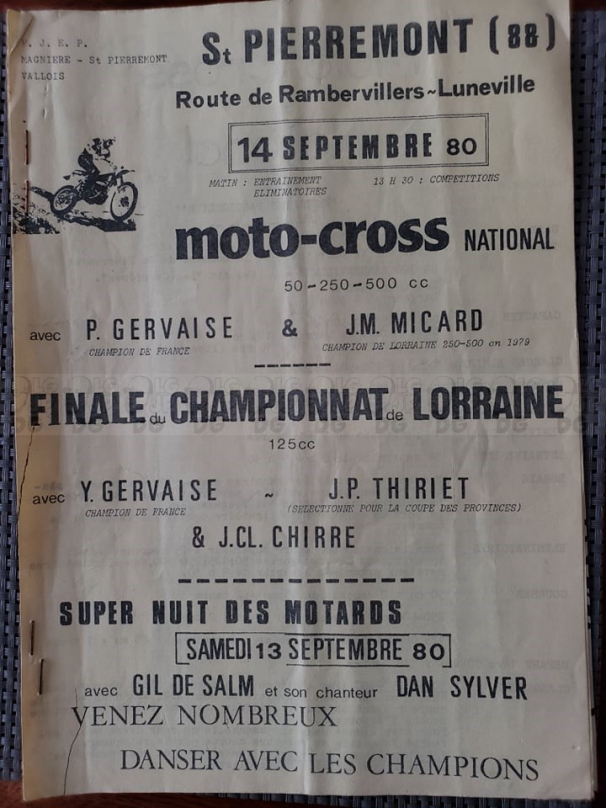 J. E. P.
MAGNIERE - St PIERREMONT
VALLOIS
St PIERREMONT (88)
Route de Rambervillers~Luneville
14 SEPTEMBRE 80
MATIN : ENTRAINEMENT 13 H 30 : COMPETITIONS
ELIMINATOIRES
moto-cross NATIONAL
50-250-500 cc
avec P. GERVAISE & J.M. MICARD
CHAMPION DE FRANCE CHAMPION DE LORRAINE 250-500 en 1979
FINALE du CHAMPIONNAT de LORRAINE
125cc
avec Y. GERVAISE ~ J.P. THIRIET
CHAMPION DE FRANCE (SELECTIONNE POUR LA COUPE DES PROVINCES)
& J.CL. CHIRRE
SUPER NUIT DES MOTARDS
SAMEDI 13 SEPTEMBRE 80
avec GIL DE SALM et son chanteur DAN SYLVER
VENEZ NOMBREUX
DANSER AVEC LES CHAMPIONS